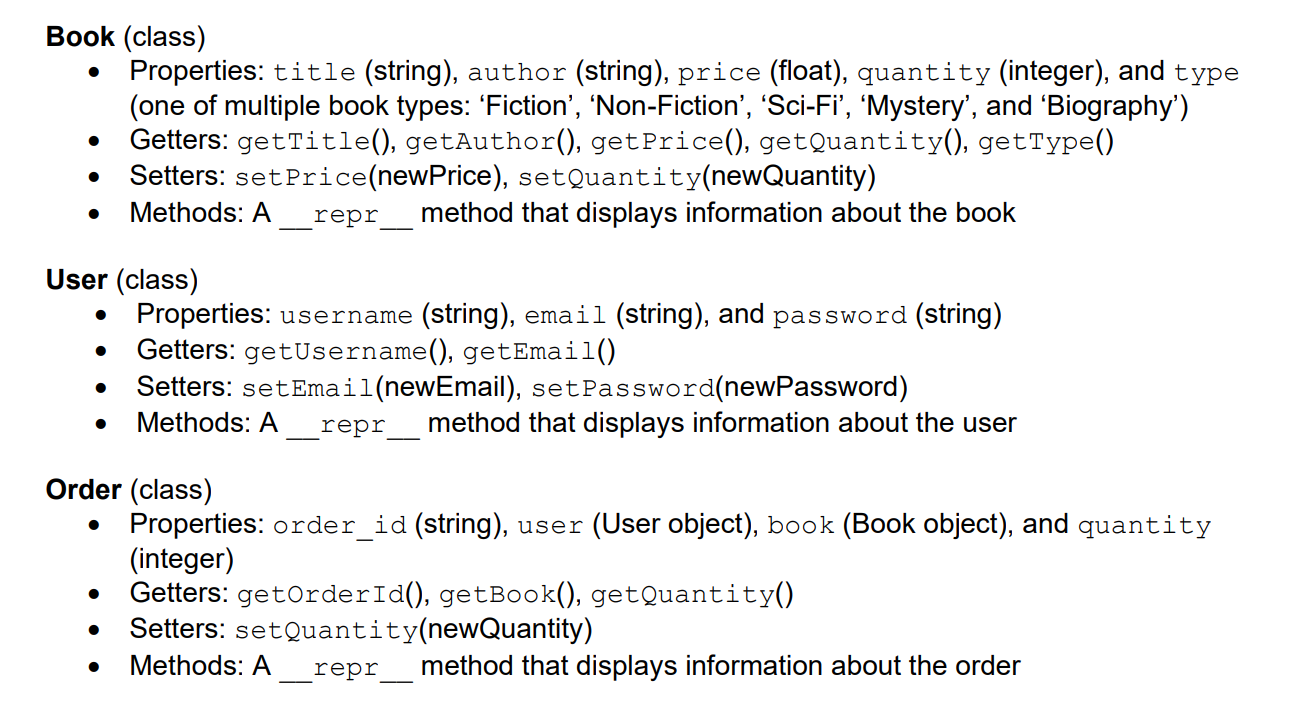 Book (class)
• Properties: title (string), author (string), price (float), quantity (integer), and type
(one of multiple book types: ‘Fiction’, ‘Non-Fiction’, ‘Sci-Fi’, ‘Mystery’, and ‘Biography’)
• Getters: getTitle(), getAuthor(), getPrice(), getQuantity(), getType()
• Setters: setPrice(newPrice), setQuantity(newQuantity)
• Methods: A __repr__ method that displays information about the book
User (class)
• Properties: username (string), email (string), and password (string)
• Getters: getUsername(), getEmail()
• Setters: setEmail(newEmail), setPassword(newPassword)
• Methods: A __repr__ method that displays information about the user
Order (class)
• Properties: order_id (string), user (User object), book (Book object), and quantity
(integer)
• Getters: getOrderId(), getBook(), getQuantity()
• Setters: setQuantity(newQuantity)
• Methods: A __repr__ method that displays information about the order